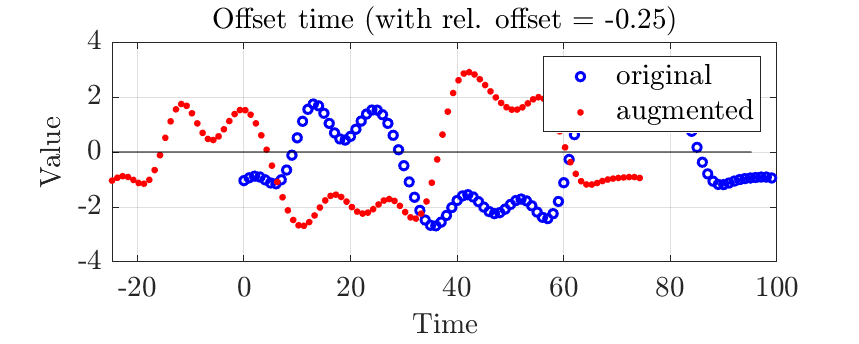 Offset time (with rel. offset = -0.25)
4
2
0
-2
-4
Value
original
augmented
-20
0
20
40
60
80
100
Time